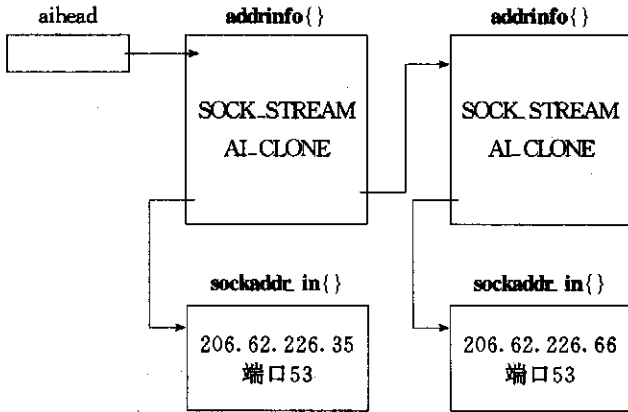 aihead
addrinfo{}
addrinfo{}
SOCK_STREAM
AI_CLONE
SOCK_STREAM
AI_CLONE
sockaddr_in{}
sockaddr_in{}
206.62.226.35
端口53
206.62.226.66
端口53